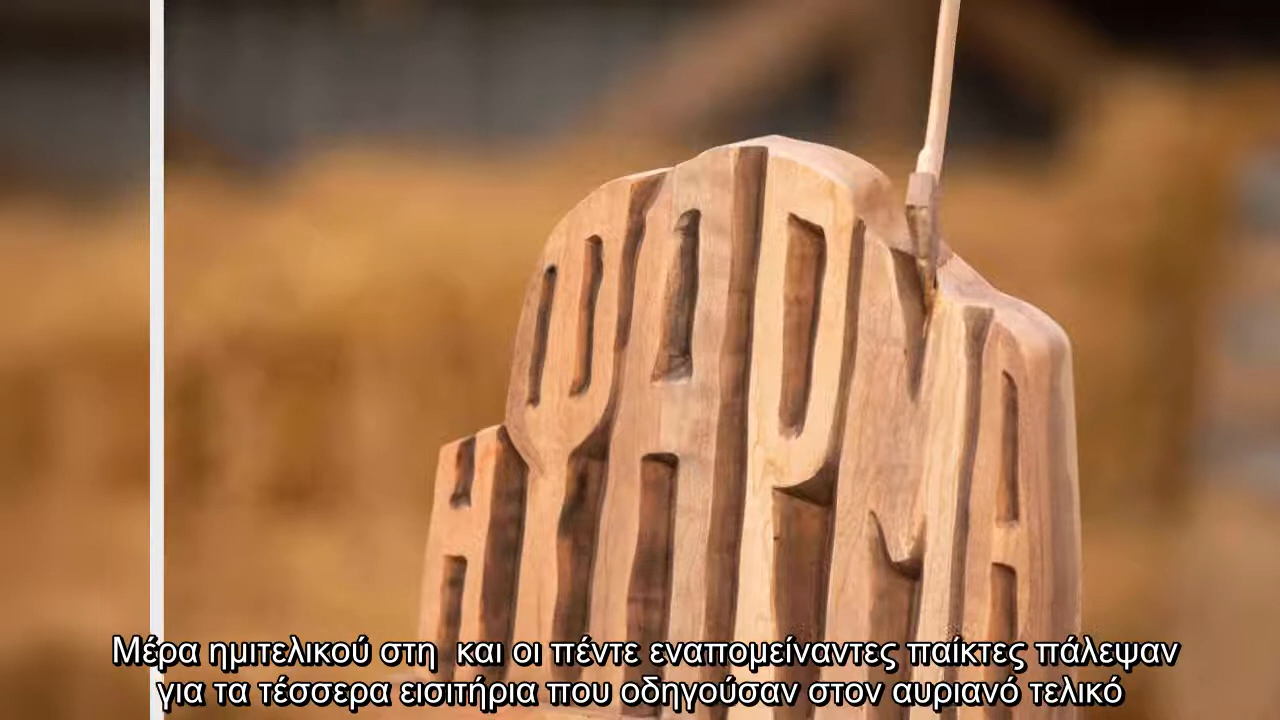 Η ΦΑΡΜΑ
Μέρα ημιτελικού στη  και οι πέντε εναπομείναντες παίκτες πάλεψαν
για τα τέσσερα εισιτήρια που οδηγούσαν στον αυριανό τελικό